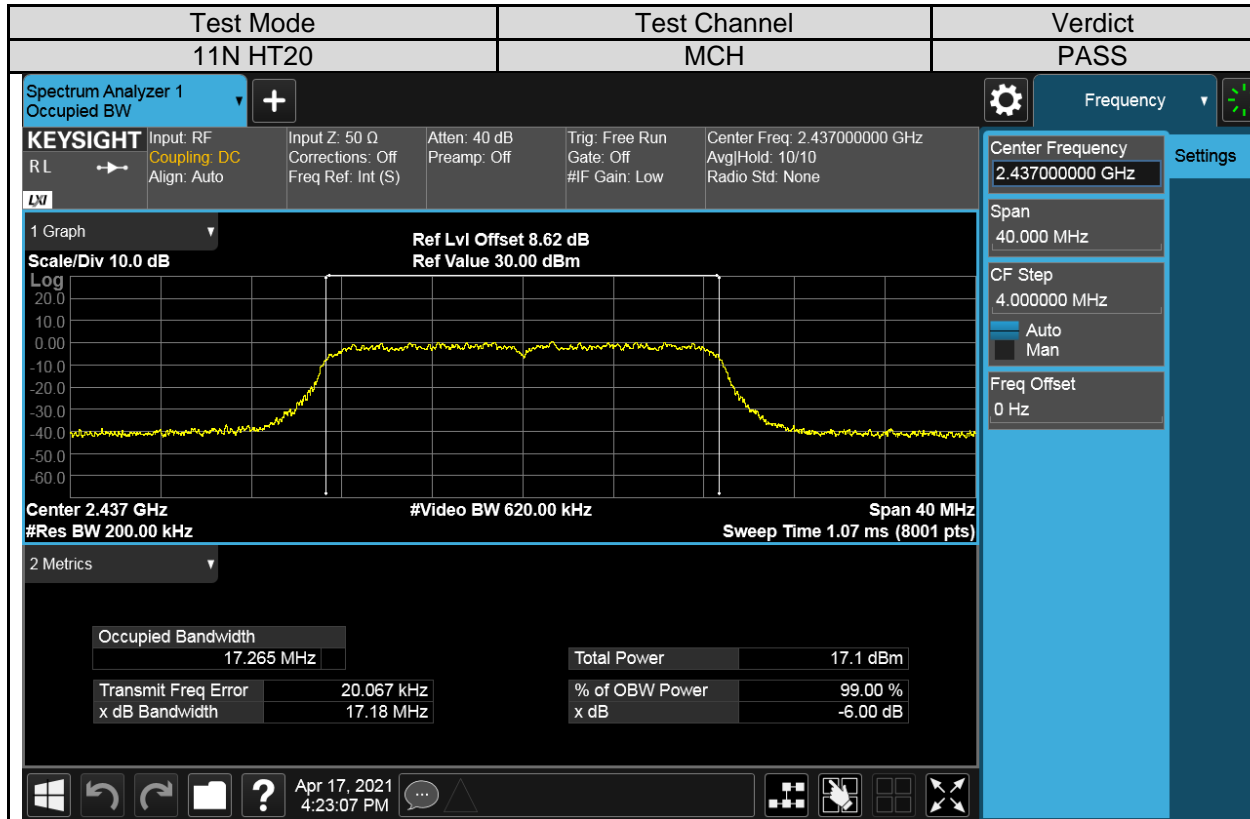 Test Mode Test Channel Verdict
11N HT20 MCH PASS
Spectrum Analyzer 1
Occupied BW
+
Frequency
KEYSIGHT Input: RF Input Z: 50 Ω Atten: 40 dB Trig: Free Run Center Freq: 2.437000000 GHz
RL Coupling: DC Corrections: Off Preamp: Off Gate: Off Avg|Hold: 10/10
Align: Auto Freq Ref: Int (S) #IF Gain: Low Radio Std: None
LXI
Center Frequency
2.437000000 GHz
Settings
Span
40.000 MHz
CF Step
4.000000 MHz
Auto
Man
Freq Offset
0 Hz
1 Graph
Ref Lvl Offset 8.62 dB
Scale/Div 10.0 dB Ref Value 30.00 dBm
Log
20.0
10.0
0.00
-10.0
-20.0
-30.0
-40.0
-50.0
-60.0
Center 2.437 GHz #Video BW 620.00 kHz Span 40 MHz
#Res BW 200.00 kHz Sweep Time 1.07 ms (8001 pts)
2 Metrics
Occupied Bandwidth
17.265 MHz Total Power 17.1 dBm
Transmit Freq Error 20.067 kHz % of OBW Power 99.00 %
x dB Bandwidth 17.18 MHz x dB -6.00 dB
? Apr 17, 2021
4:23:07 PM